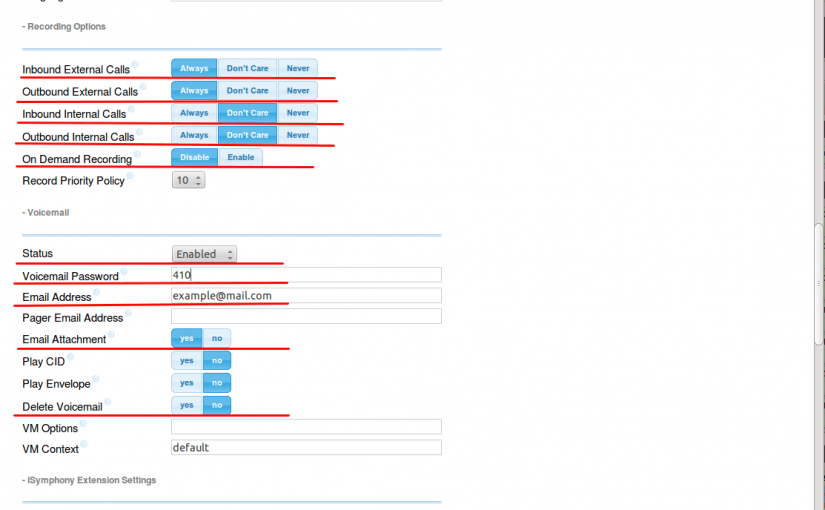 - Recording Options
Inbound External Calls Always Don't Care Never
Outbound External Calls Always Don't Care Never
Inbound Internal Calls Always Don't Care Never
Outbound Internal Calls Always Don't Care Never
On Demand Recording Disable Enable
Record Priority Policy 10
- Voicemail
Status Enabled
Voicemail Password 410
Email Address example@mail.com
Pager Email Address
Email Attachment yes no
Play CID yes no
Play Envelope yes no
Delete Voicemail yes no
VM Options
VM Context default
- iSymphony Extension Settings